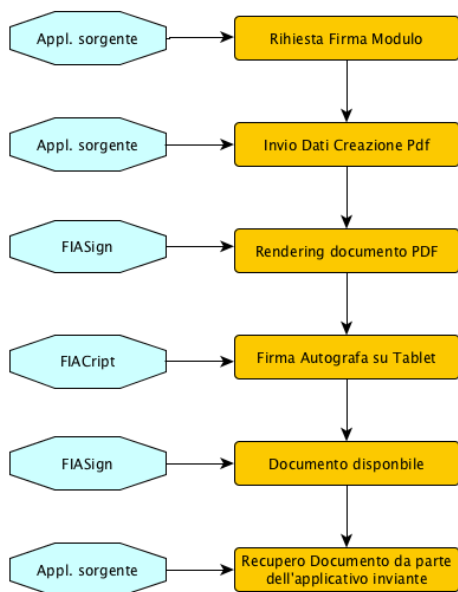 Appl. sorgente
Rihiesta Firma Modulo
Appl. sorgente
Invio Dati Creazione Pdf
FIASign
Rendering documento PDF
FIACript
Firma Autografa su Tablet
FIASign
Documento disponbile
Appl. sorgente
Recupero Documento da parte
dell'applicativo inviante